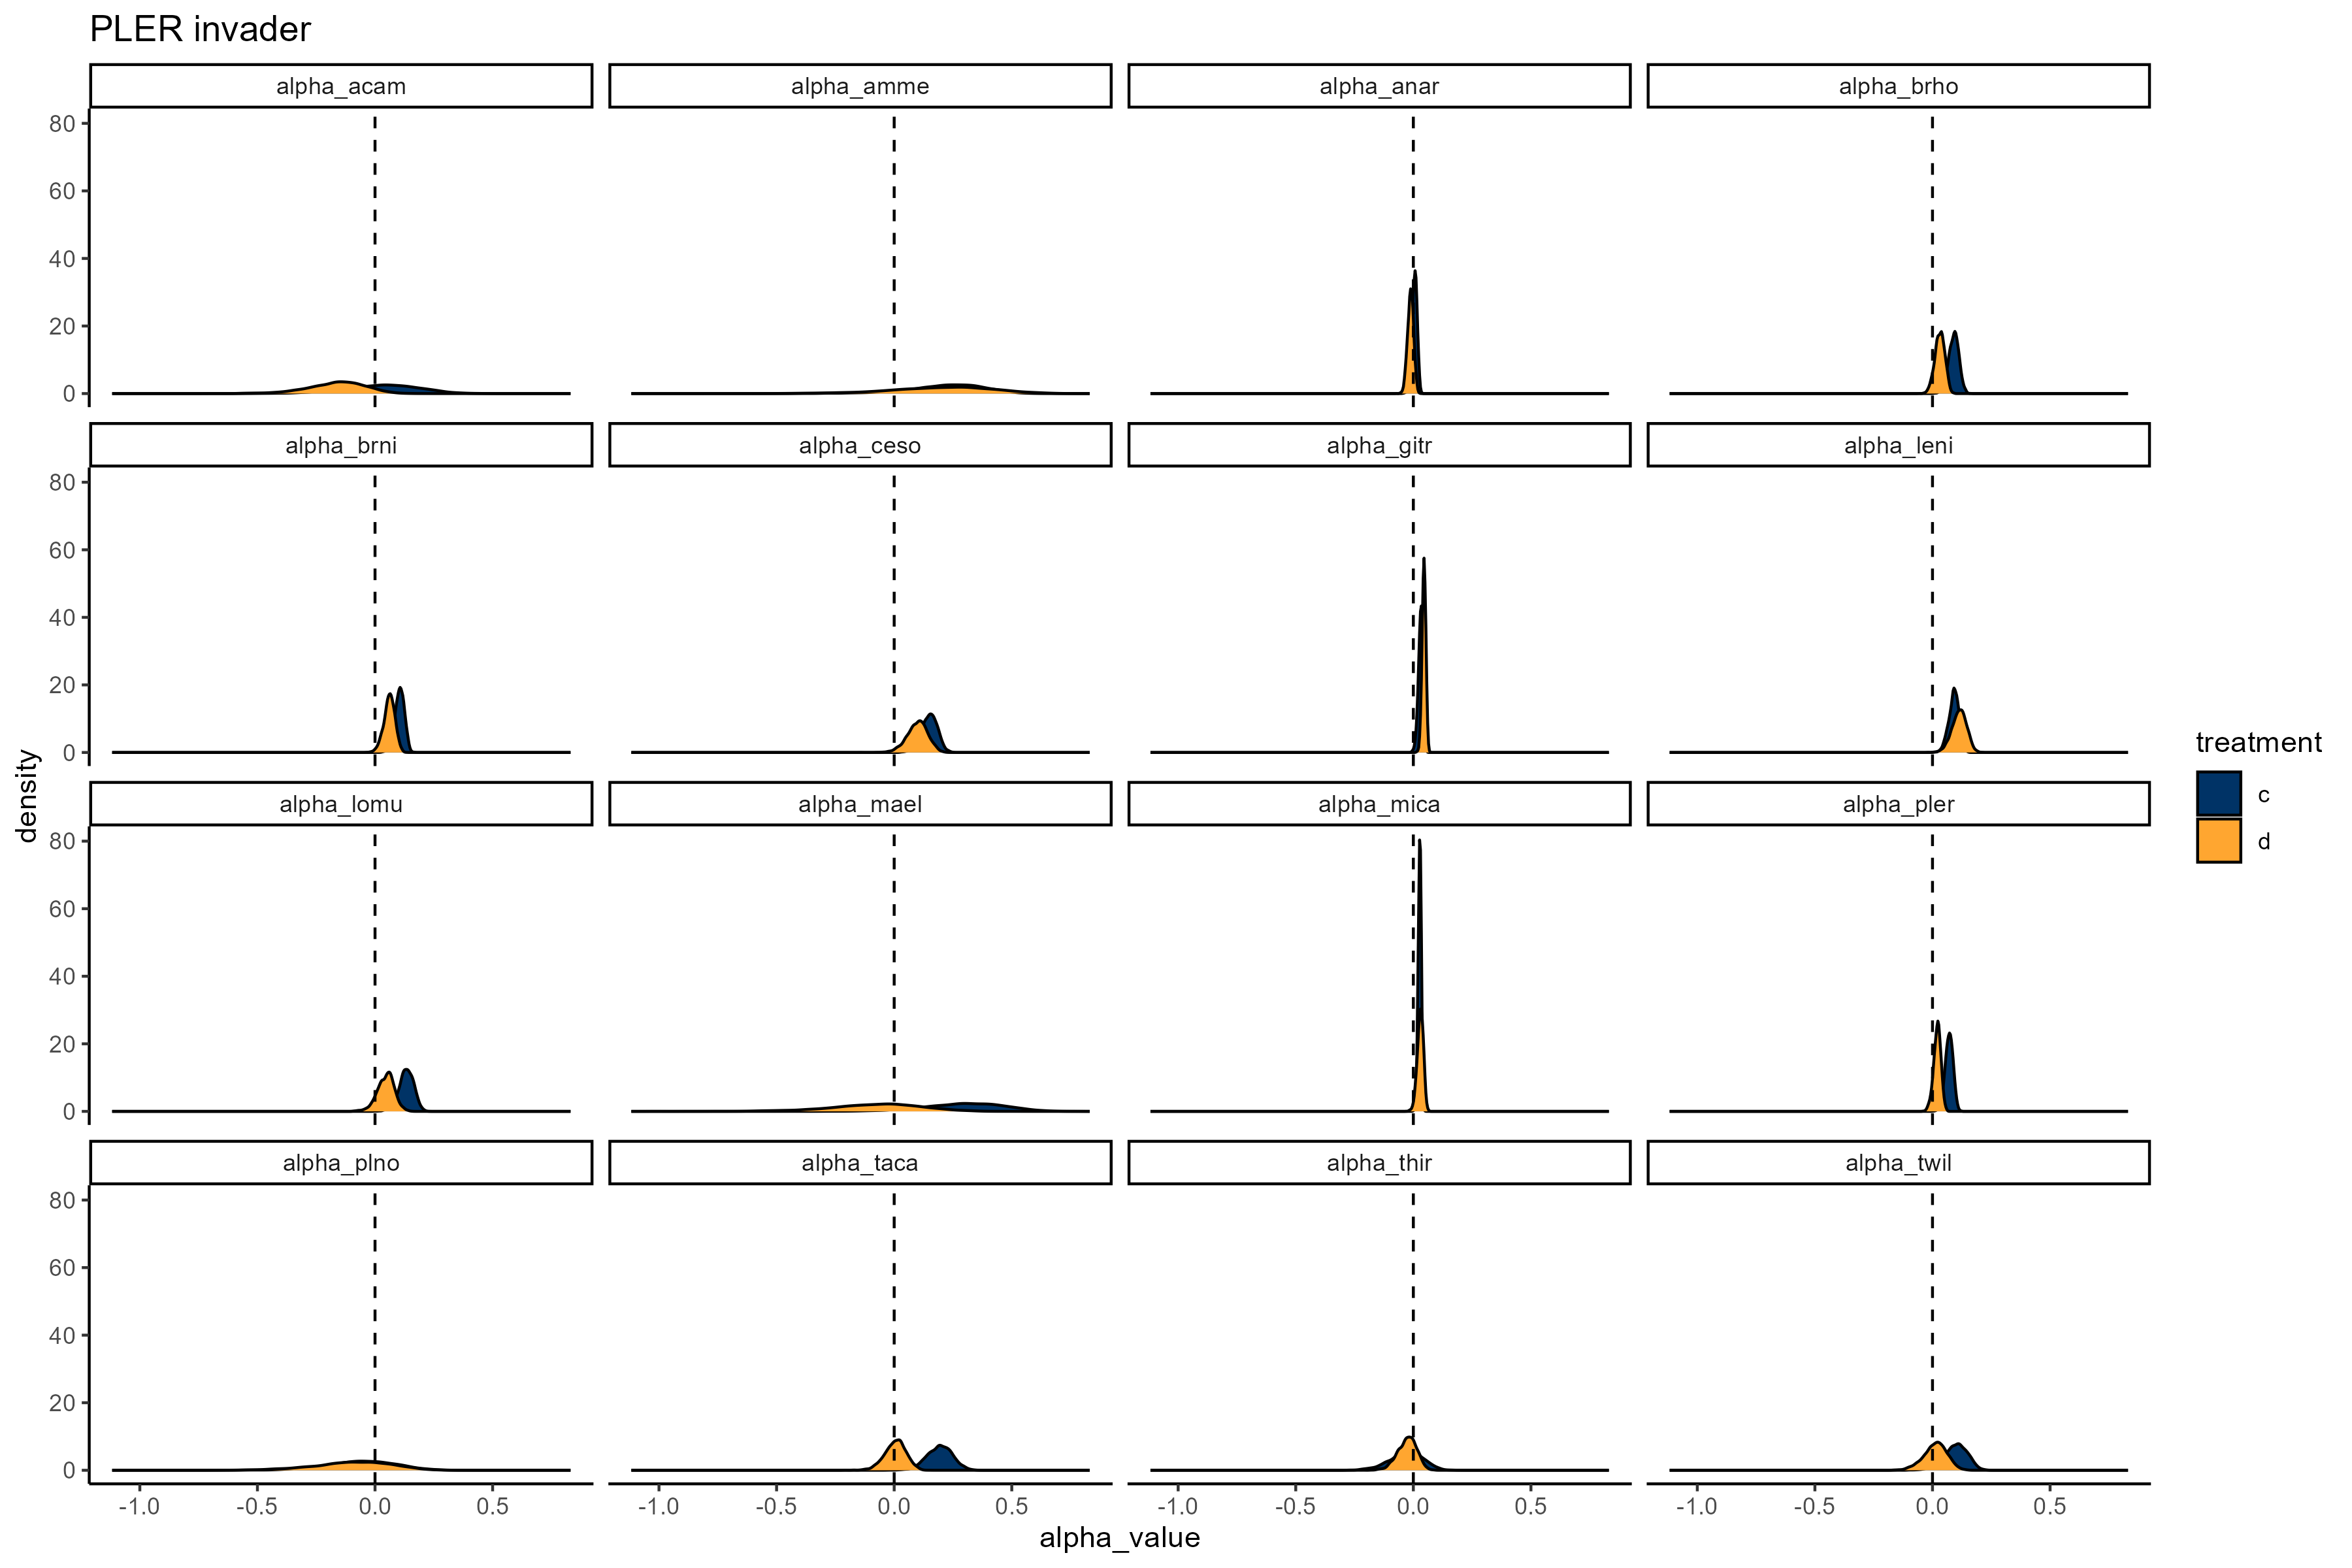 PLER invader
alpha_acam alpha_amme alpha_anar alpha_brho
80
60
40
20
0
alpha_brni alpha_ceso alpha_gitr alpha_leni
80
60
40
20
0
alpha_lomu alpha_mael alpha_mica alpha_pler
80
60
40
20
0
alpha_plno alpha_taca alpha_thir alpha_twil
80
60
40
20
0
-1.0 -0.5 0.0 0.5 -1.0 -0.5 0.0 0.5 -1.0 -0.5 0.0 0.5 -1.0 -0.5 0.0 0.5
alpha_value
density
treatment
c
d